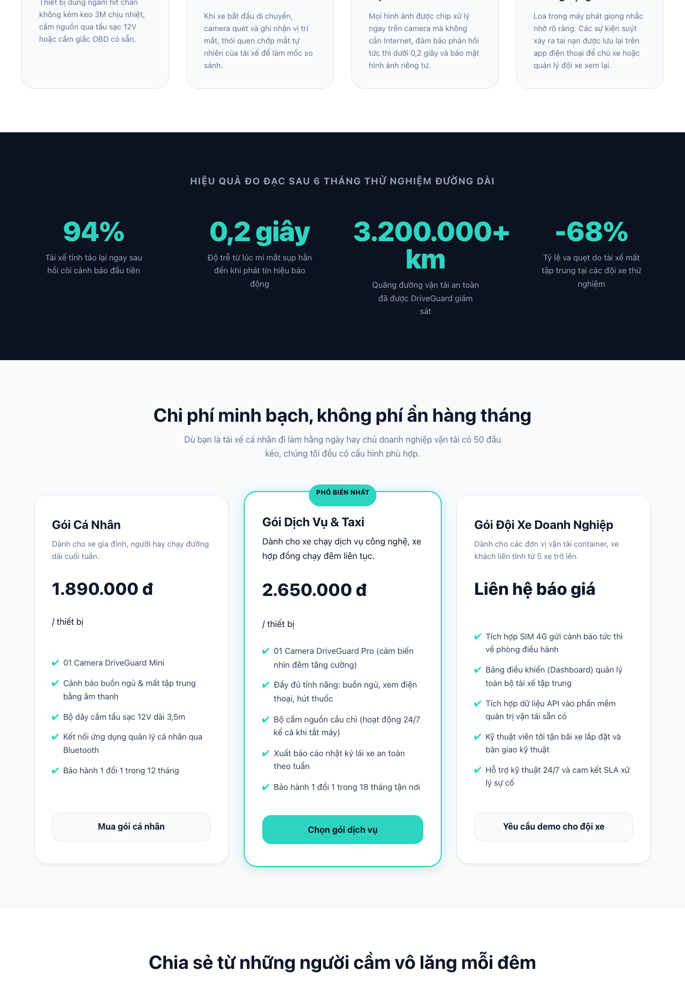 Thiết bị dùng ngàm hít chân
không kèm keo 3M chịu nhiệt,
cắm nguồn qua tẩu sạc 12V
hoặc cắm giắc OBD có sẵn.
Khi xe bắt đầu di chuyển,
camera quét và ghi nhận vị trí
mắt, thói quen chớp mắt tự
nhiên của tài xế để làm mốc so
sánh.
Mọi hình ảnh được chip xử lý
ngay trên camera mà không
cần Internet, đảm bảo phản hồi
tức thì dưới 0,2 giây và bảo mật
hình ảnh riêng tư.
Loa trong máy phát giọng nhắc
nhở rõ ràng. Các sự kiện suýt
xảy ra tai nạn được lưu lại trên
app điện thoại để chủ xe hoặc
quản lý đội xe xem lại.
HIỆU QUẢ ĐO ĐẠC SAU 6 THÁNG THỬ NGHIỆM ĐƯỜNG DÀI
94%
Tài xế tỉnh táo lại ngay sau
hồi còi cảnh báo đầu tiên
0,2 giây
Độ trễ từ lúc mí mắt sụp hẳn
đến khi phát tín hiệu báo
động
3.200.000+
km
Quãng đường vận tải an toàn
đã được DriveGuard giám
sát
-68%
Tỷ lệ va quẹt do tài xế mất
tập trung tại các đội xe thử
nghiệm
Chi phí minh bạch, không phí ẩn hàng tháng
Dù bạn là tài xế cá nhân đi làm hằng ngày hay chủ doanh nghiệp vận tải có 50 đầu
kéo, chúng tôi đều có cấu hình phù hợp.
Gói Cá Nhân
Dành cho xe gia đình, người hay chạy đường
dài cuối tuần.
1.890.000 đ
/ thiết bị
✔ 01 Camera DriveGuard Mini
✔ Cảnh báo buồn ngủ & mất tập trung
bằng âm thanh
✔ Bộ dây cắm tẩu sạc 12V dài 3,5m
✔ Kết nối ứng dụng quản lý cá nhân qua
Bluetooth
✔ Bảo hành 1 đổi 1 trong 12 tháng
Mua gói cá nhân
PHỔ BIẾN NHẤT
Gói Dịch Vụ & Taxi
Dành cho xe chạy dịch vụ công nghệ, xe
hợp đồng chạy đêm liên tục.
2.650.000 đ
/ thiết bị
✔ 01 Camera DriveGuard Pro (cảm biến
nhìn đêm tăng cường)
✔ Đầy đủ tính năng: buồn ngủ, xem điện
thoại, hút thuốc
✔ Bộ cắm nguồn cầu chì (hoạt động 24/7
kể cả khi tắt máy)
✔ Xuất báo cáo nhật ký lái xe an toàn
theo tuần
✔ Bảo hành 1 đổi 1 trong 18 tháng tận nơi
Chọn gói dịch vụ
Gói Đội Xe Doanh Nghiệp
Dành cho các đơn vị vận tải container, xe
khách liên tỉnh từ 5 xe trở lên.
Liên hệ báo giá
✔ Tích hợp SIM 4G gửi cảnh báo tức thì
về phòng điều hành
✔ Bảng điều khiển (Dashboard) quản lý
toàn bộ tài xế tập trung
✔ Tích hợp dữ liệu API vào phần mềm
quản trị vận tải sẵn có
✔ Kỹ thuật viên tới tận bãi xe lắp đặt và
bàn giao kỹ thuật
✔ Hỗ trợ kỹ thuật 24/7 và cam kết SLA xử
lý sự cố
Yêu cầu demo cho đội xe
Chia sẻ từ những người cầm vô lăng mỗi đêm